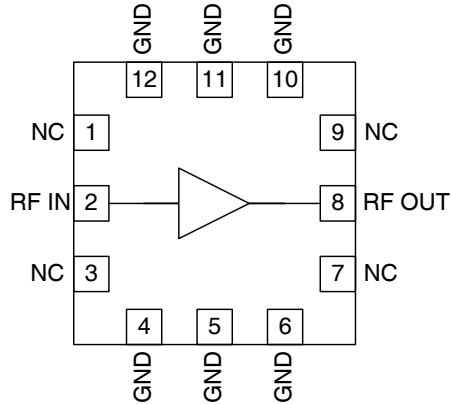 GND GND GND
12 11 10
NC 1 9 NC
RF IN 2 8 RF OUT
NC 3 7 NC
4 5 6
GND GND GND